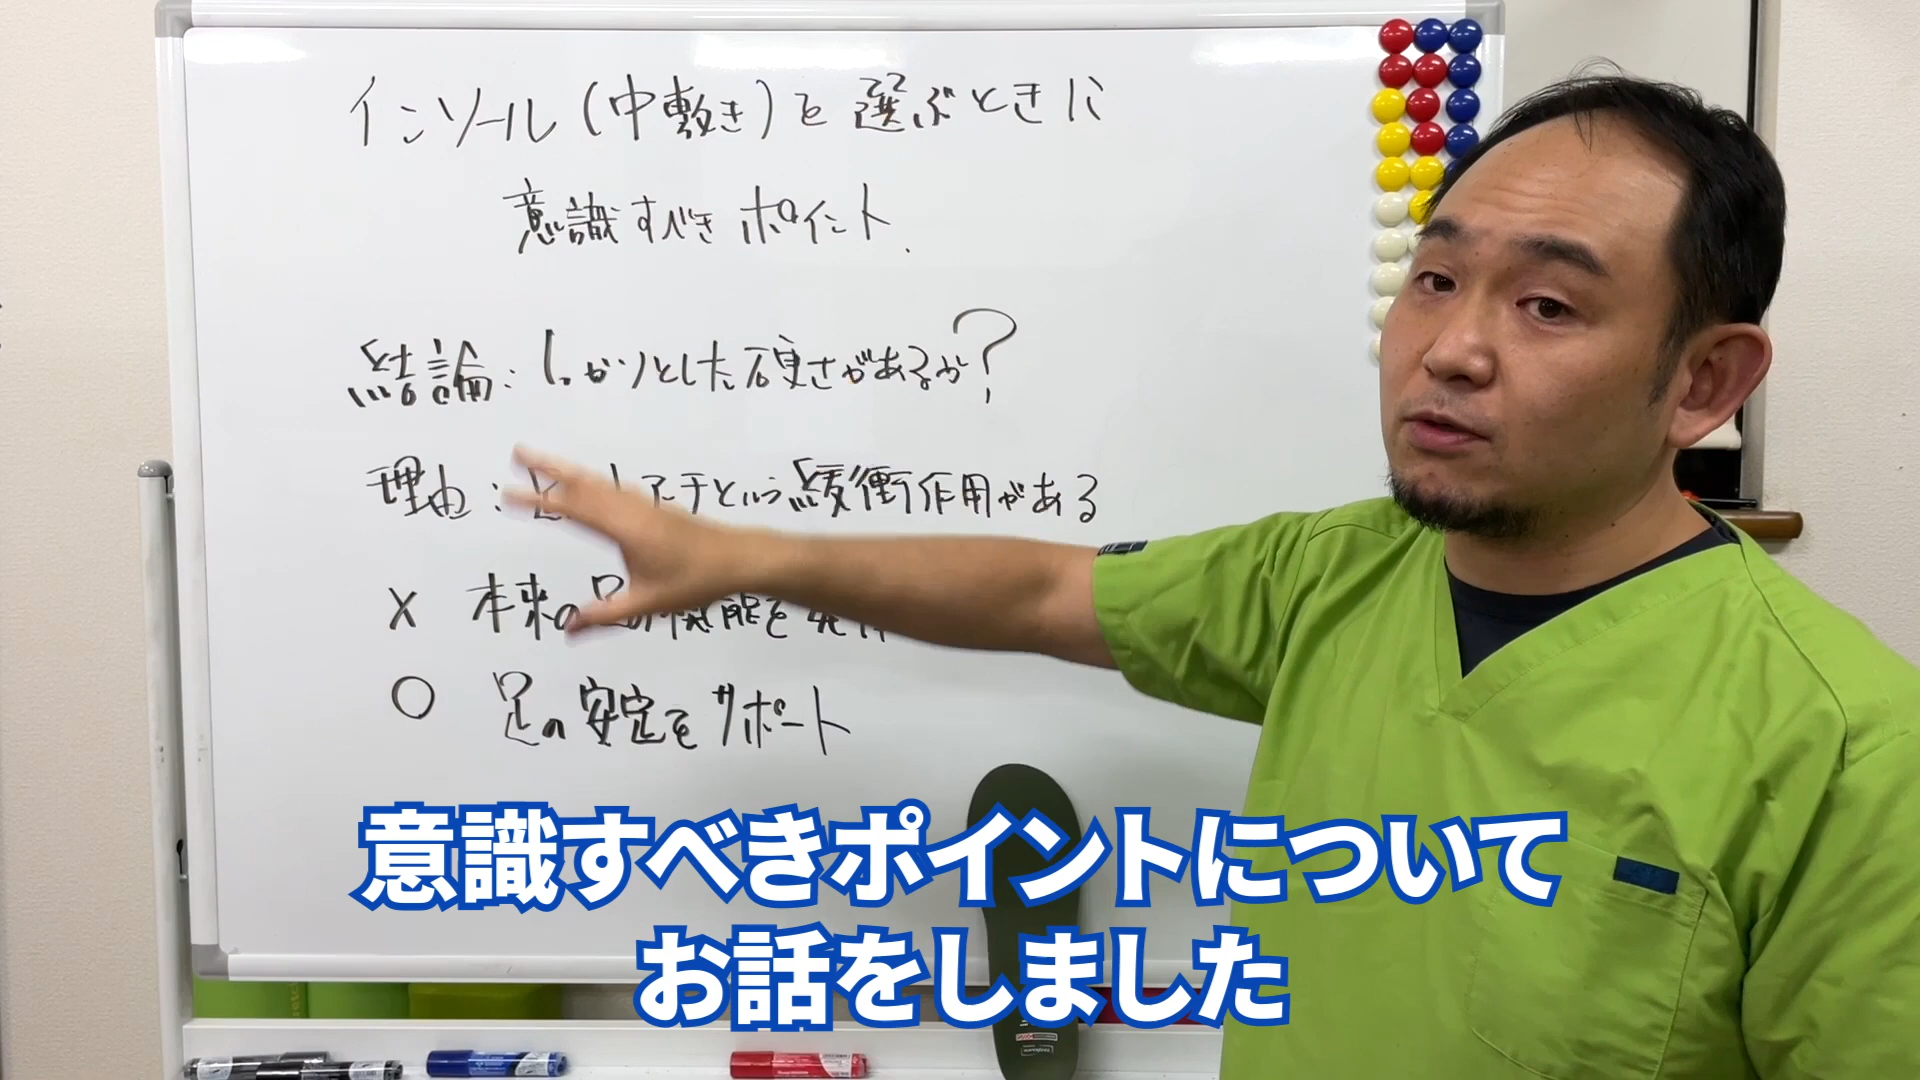 インソール(中敷き)を選ぶときに
意識すべきポイント.
結論:しっかりとした硬さがあるか?
理由: アーチという緩衝作用がある
× 本来の 機能を
○ 足の安定をサポート
意識すべきポイントについて
お話をしました